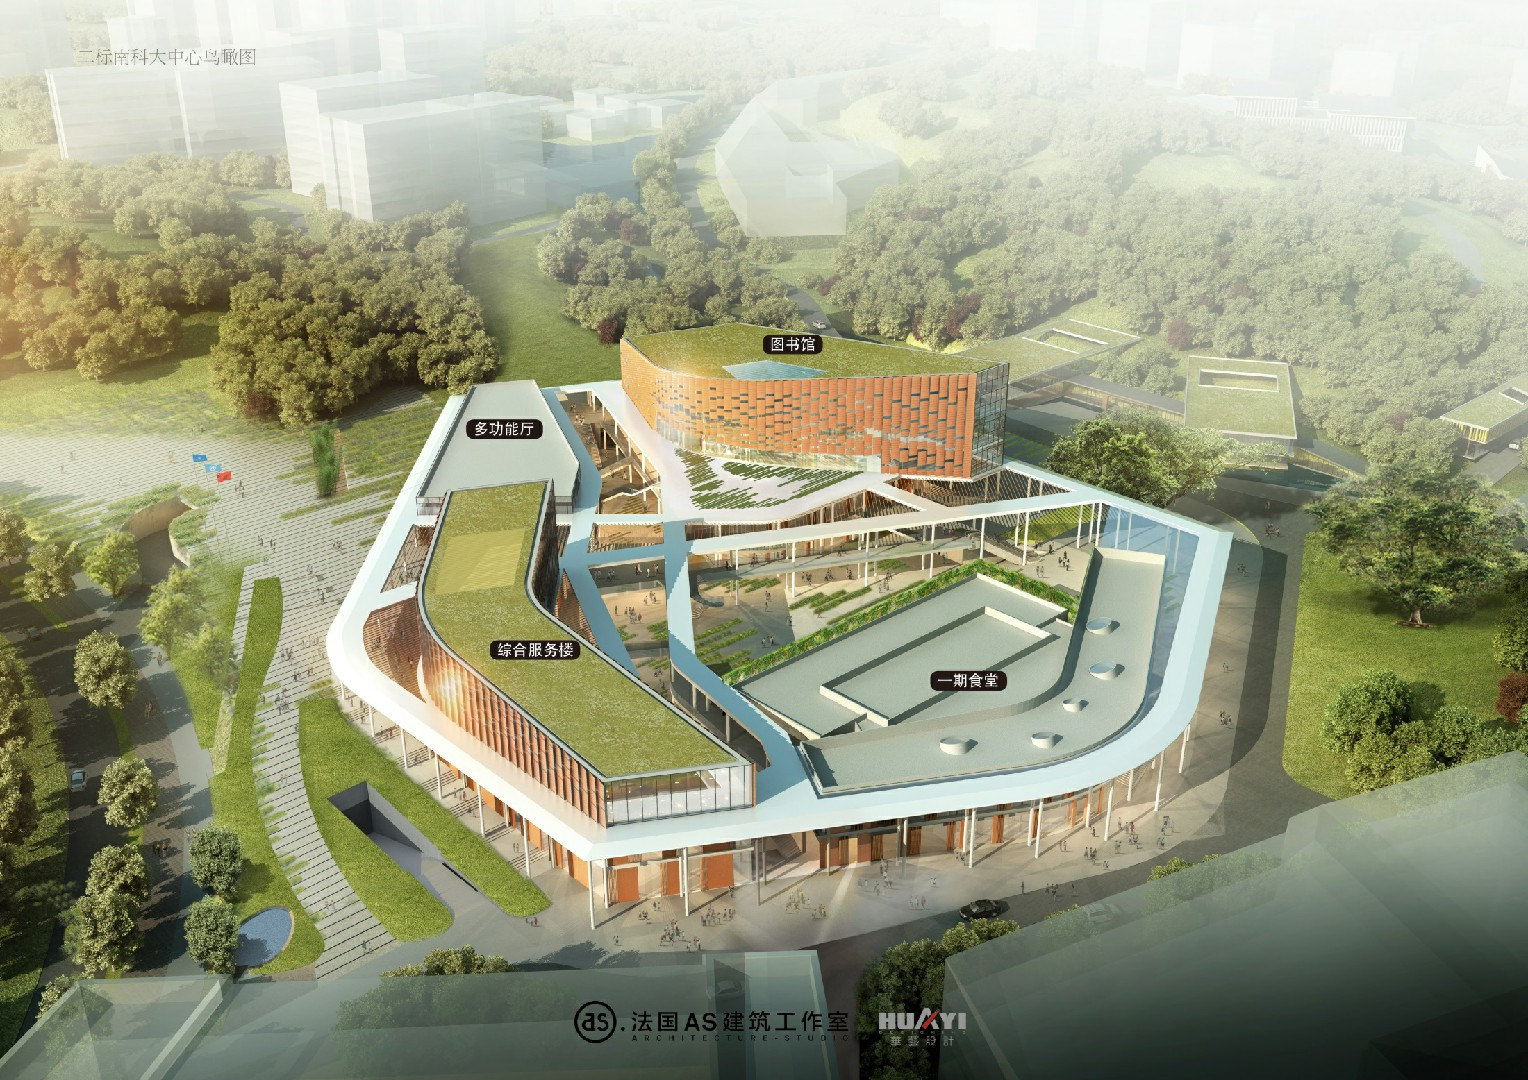 二标南科大中心鸟瞰图
图书馆
多功能厅
综合服务楼
一期食堂
as.法国AS建筑工作室
ARCHITECTURE-STUDIO
HUAYI
華藝設計